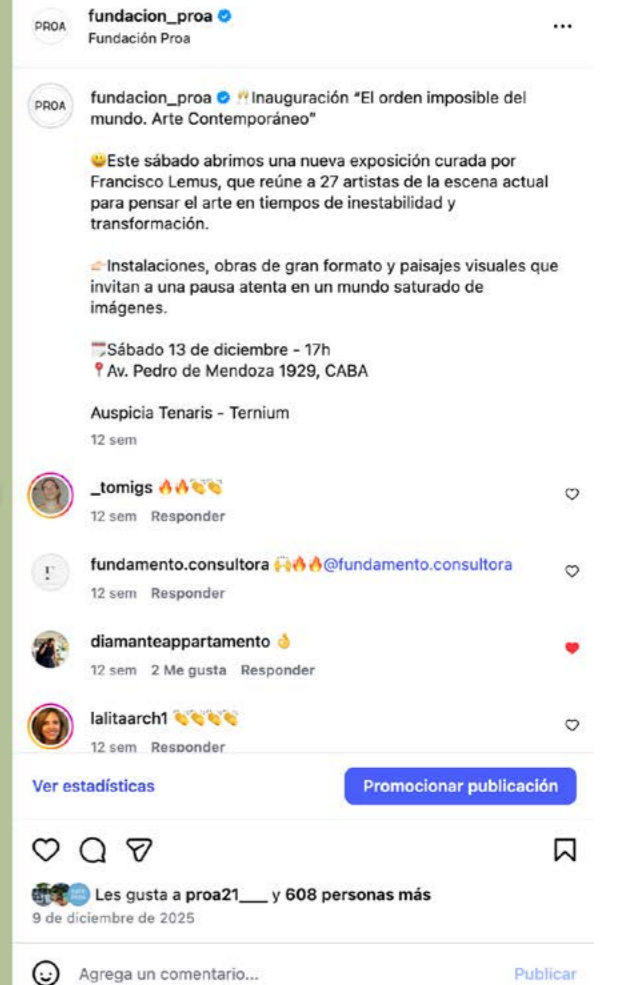 PROA
fundacion_proa
Fundación Proa
PROA
fundacion_proa 🥂Inauguración “El orden imposible del
mundo. Arte Contemporáneo”
😃Este sábado abrimos una nueva exposición curada por
Francisco Lemus, que reúne a 27 artistas de la escena actual
para pensar el arte en tiempos de inestabilidad y
transformación.
👉🏻Instalaciones, obras de gran formato y paisajes visuales que
invitan a una pausa atenta en un mundo saturado de
imágenes.
🗓️Sábado 13 de diciembre - 17h
📍Av. Pedro de Mendoza 1929, CABA
Auspicia Tenaris - Ternium
12 sem
_tomigs 🔥🔥👏👏
12 sem Responder
fundamento.consultora 🙌🔥🔥@fundamento.consultora
12 sem Responder
diamanteappartamento 👌
12 sem 2 Me gusta Responder
lalitaarch1 👏👏👏👏
12 sem Responder
Ver estadísticas
Promocionar publicación
Les gusta a proa21___ y 608 personas más
9 de diciembre de 2025
Agrega un comentario...
Publicar